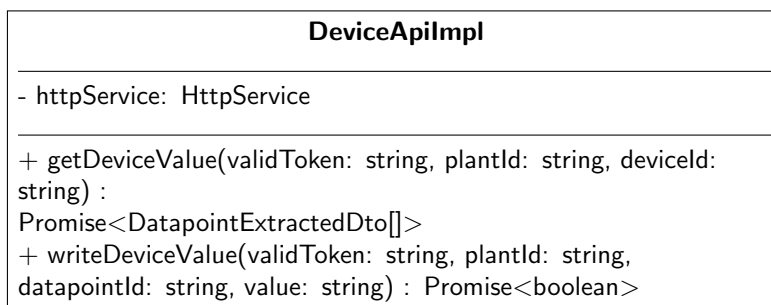 DeviceApiImpl
- httpService: HttpService
+ getDeviceValue(validToken: string, plantId: string, deviceId:
string) :
Promise<DatapointExtractedDto[]>
+ writeDeviceValue(validToken: string, plantId: string,
datapointId: string, value: string) : Promise<boolean>